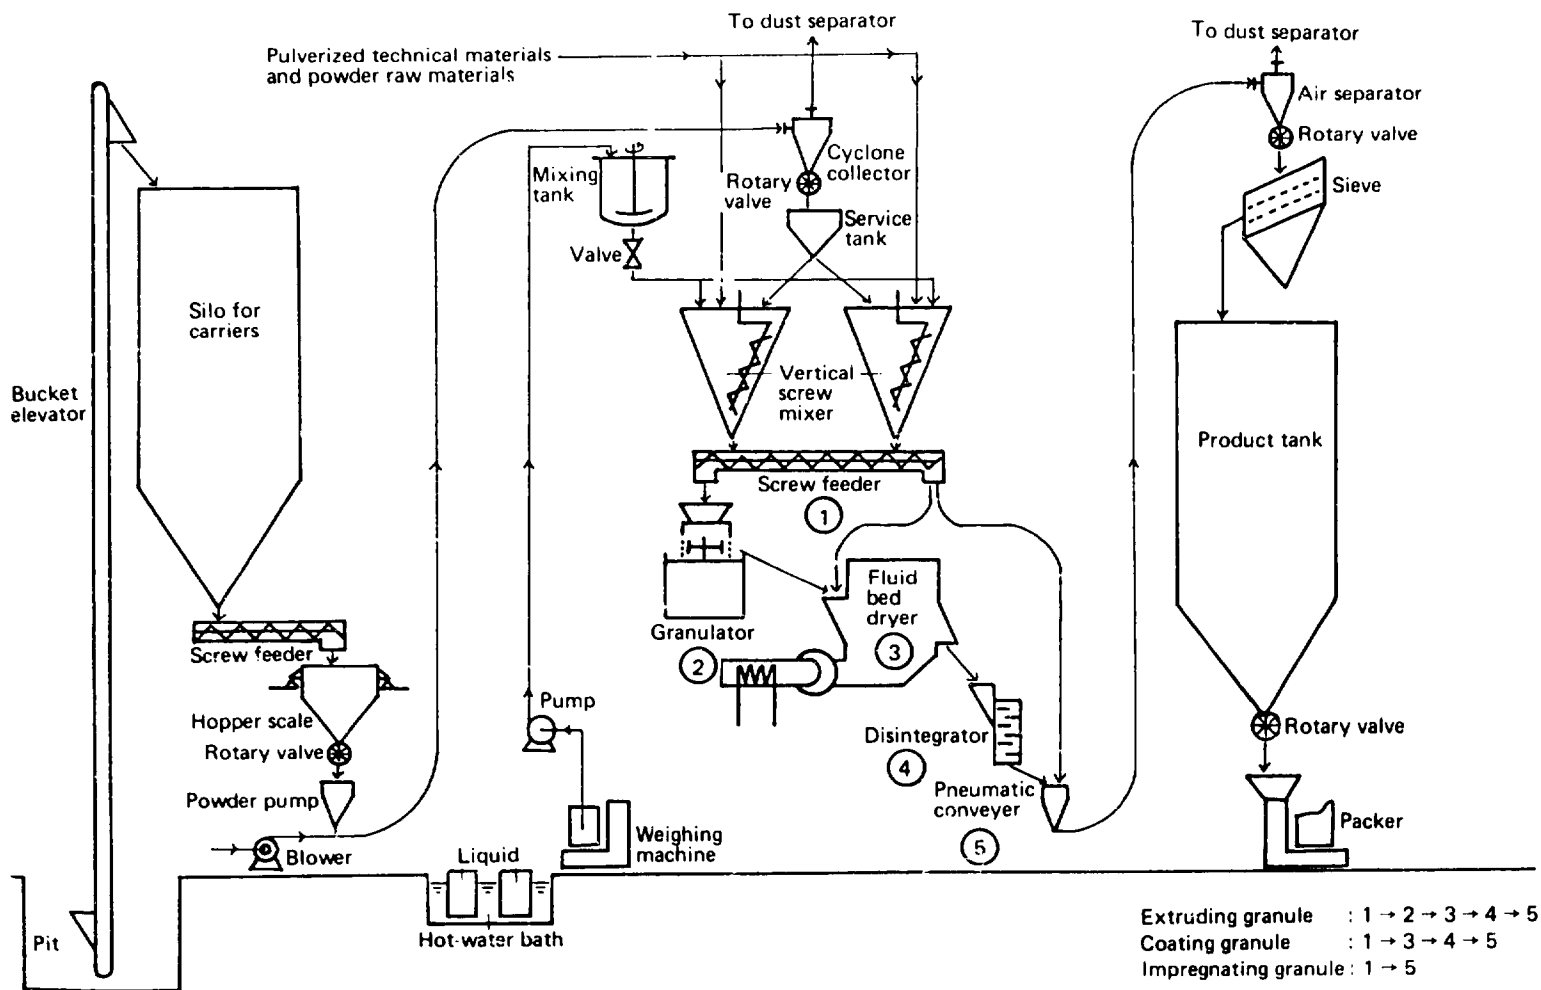 To dust separator
To dust separator
Pulverized technical materials
and powder raw materials
Air separator
Rotary valve
Cyclone
collector
Mixing
tank
Rotary
valve
Sieve
Service
tank
Valve
Silo for
carriers
Bucket
elevator
Vertical
screw
mixer
Product tank
Screw feeder
1
Fluid
bed
dryer
Granulator
2
3
Screw feeder
Hopper scale
Pump
Rotary valve
Disintegrator
4
Rotary valve
Powder pump
Pneumatic
conveyer
5
Blower
Liquid
Weighing
machine
Packer
Pit
Hot-water bath
Extruding granule : 1 → 2 → 3 → 4 → 5
Coating granule : 1 → 3 → 4 → 5
Impregnating granule : 1 → 5